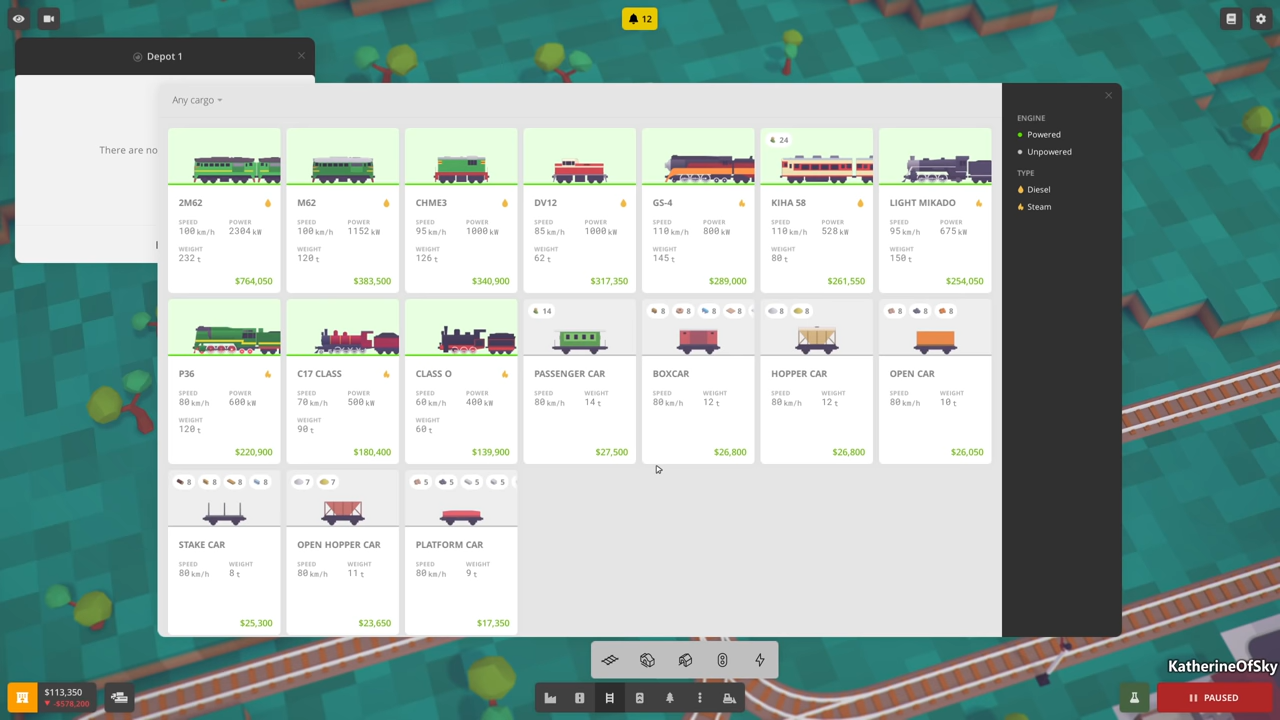 12
Depot 1
There are no
Any cargo
2M62
SPEED POWER
100 km/h 2304 kW
WEIGHT
232 t
$764,050
M62
SPEED POWER
100 km/h 1152 kW
WEIGHT
120 t
$383,500
CHME3
SPEED POWER
95 km/h 1000 kW
WEIGHT
126 t
$340,900
DV12
SPEED POWER
85 km/h 1000 kW
WEIGHT
62 t
$317,350
GS-4
SPEED POWER
110 km/h 800 kW
WEIGHT
145 t
$289,000
24
KIHA 58
SPEED POWER
110 km/h 528 kW
WEIGHT
80 t
$261,550
LIGHT MIKADO
SPEED POWER
95 km/h 675 kW
WEIGHT
150 t
$254,050
P36
SPEED POWER
80 km/h 600 kW
WEIGHT
120 t
$220,900
C17 CLASS
SPEED POWER
70 km/h 500 kW
WEIGHT
90 t
$180,400
CLASS O
SPEED POWER
60 km/h 400 kW
WEIGHT
60 t
$139,900
14
PASSENGER CAR
SPEED WEIGHT
80 km/h 14 t
$27,500
8 8 8 8
BOXCAR
SPEED WEIGHT
80 km/h 12 t
$26,800
8 8
HOPPER CAR
SPEED WEIGHT
80 km/h 12 t
$26,800
8 8 8
OPEN CAR
SPEED WEIGHT
80 km/h 10 t
$26,050
8 8 8 8
STAKE CAR
SPEED WEIGHT
80 km/h 8 t
$25,300
7 7
OPEN HOPPER CAR
SPEED WEIGHT
80 km/h 11 t
$23,650
5 5 5 5
PLATFORM CAR
SPEED WEIGHT
80 km/h 9 t
$17,350
ENGINE
Powered
Unpowered
TYPE
Diesel
Steam
KatherineOfSky
$113,350
-$578,200
PAUSED